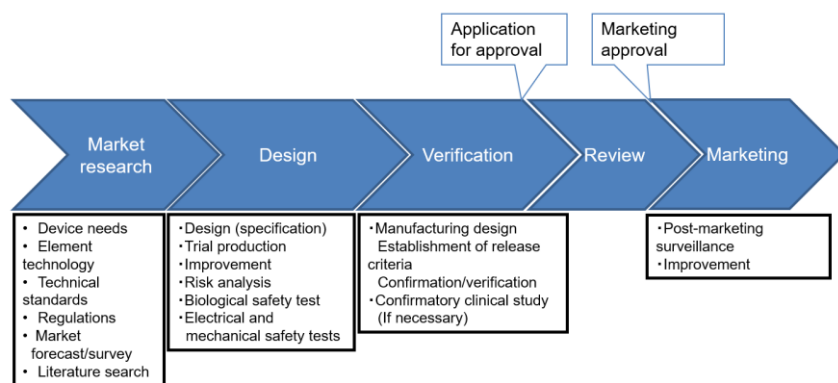 Application
for approval
Marketing
approval
Market
research
Design
Verification
Review
Marketing
• Device needs
• Element
technology
• Technical
standards
• Regulations
• Market
forecast/survey
• Literature search
・Design (specification)
・Trial production
・Improvement
・Risk analysis
・Biological safety test
・Electrical and
mechanical safety tests
・Manufacturing design
Establishment of release
criteria
Confirmation/verification
・Confirmatory clinical study
(If necessary)
・Post-marketing
surveillance
・Improvement